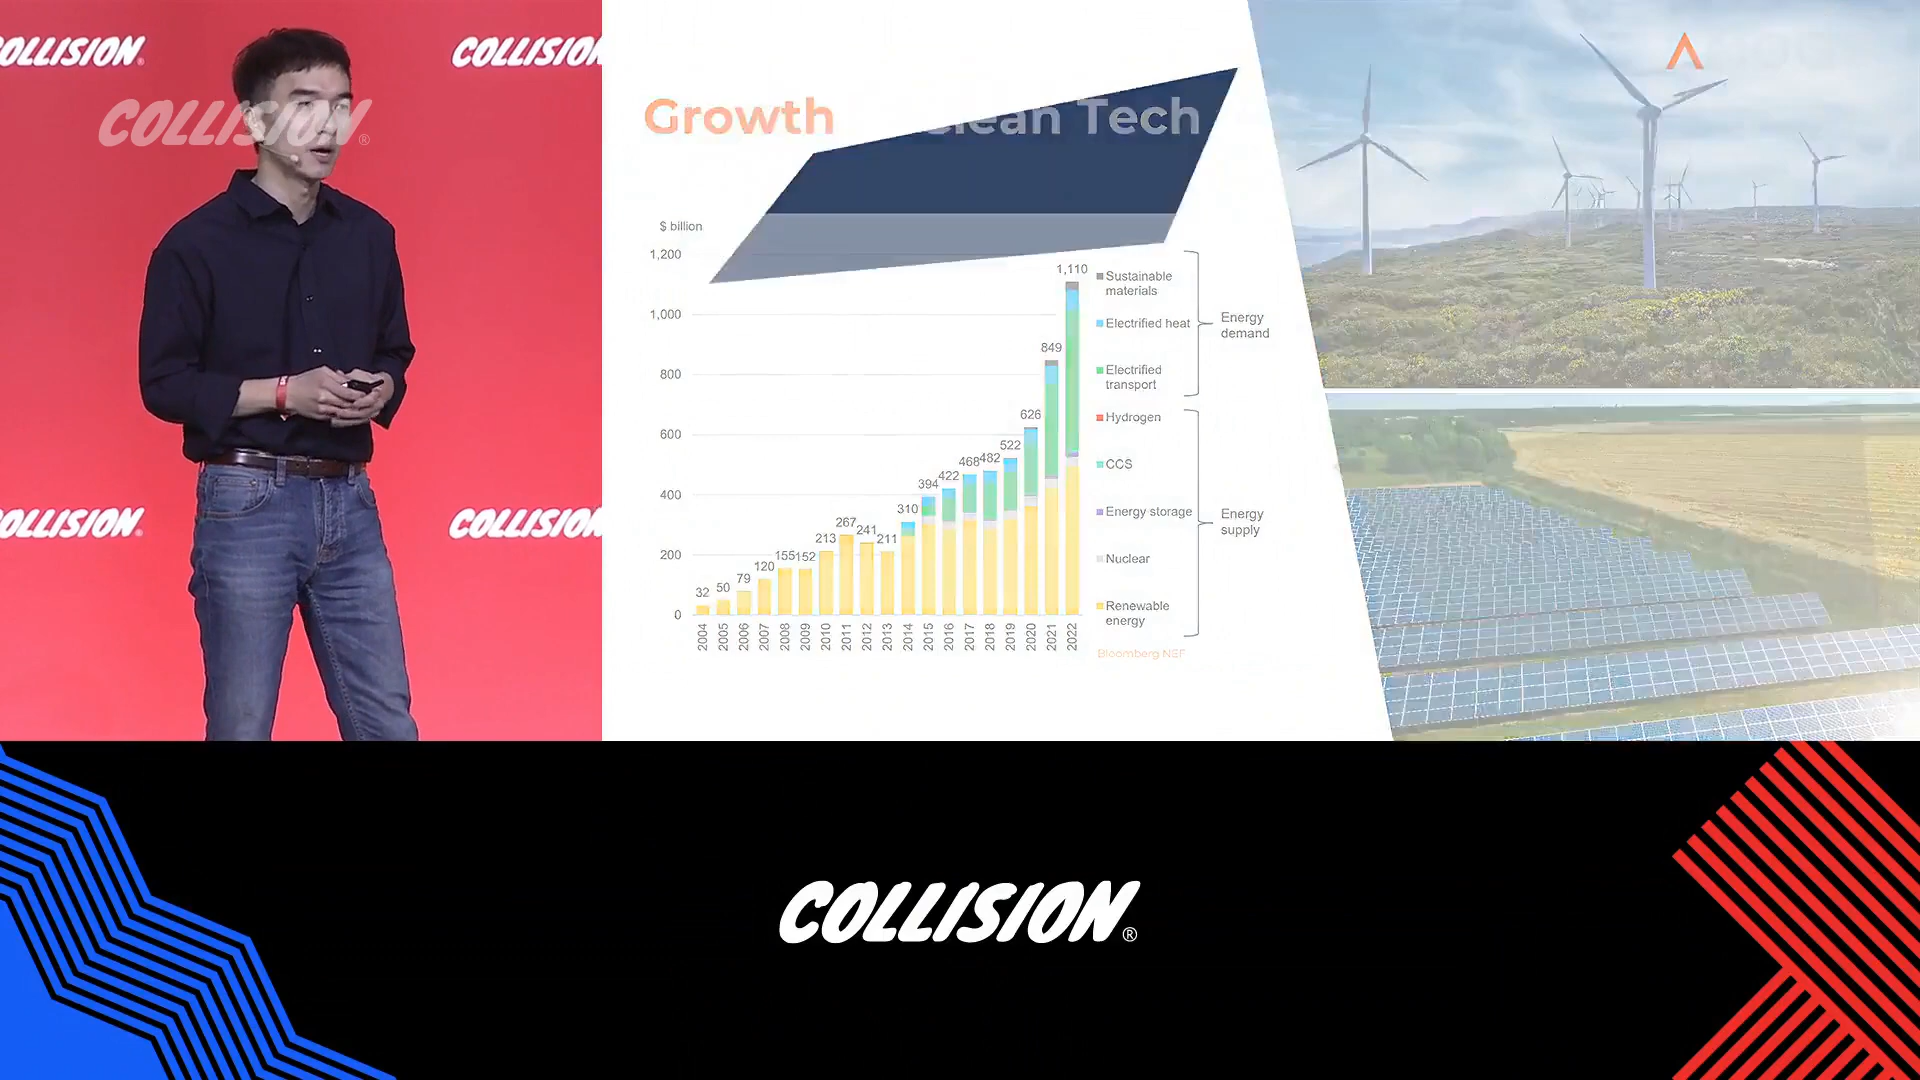 COLLISION
COLLISION
COLLISION®
COLLISION
COLLISION
Growth
Clean Tech
$ billion
1,200
1,000
800
600
400
200
0
32
50
79
120
155
152
213
267
241
211
310
394
422
468
482
522
626
849
1,110
2004
2005
2006
2007
2008
2009
2010
2011
2012
2013
2014
2015
2016
2017
2018
2019
2020
2021
2022
Sustainable
materials
Electrified heat
Electrified
transport
Hydrogen
CCS
Energy storage
Nuclear
Renewable
energy
Energy
demand
Energy
supply
Bloomberg NEF
COLLISION®